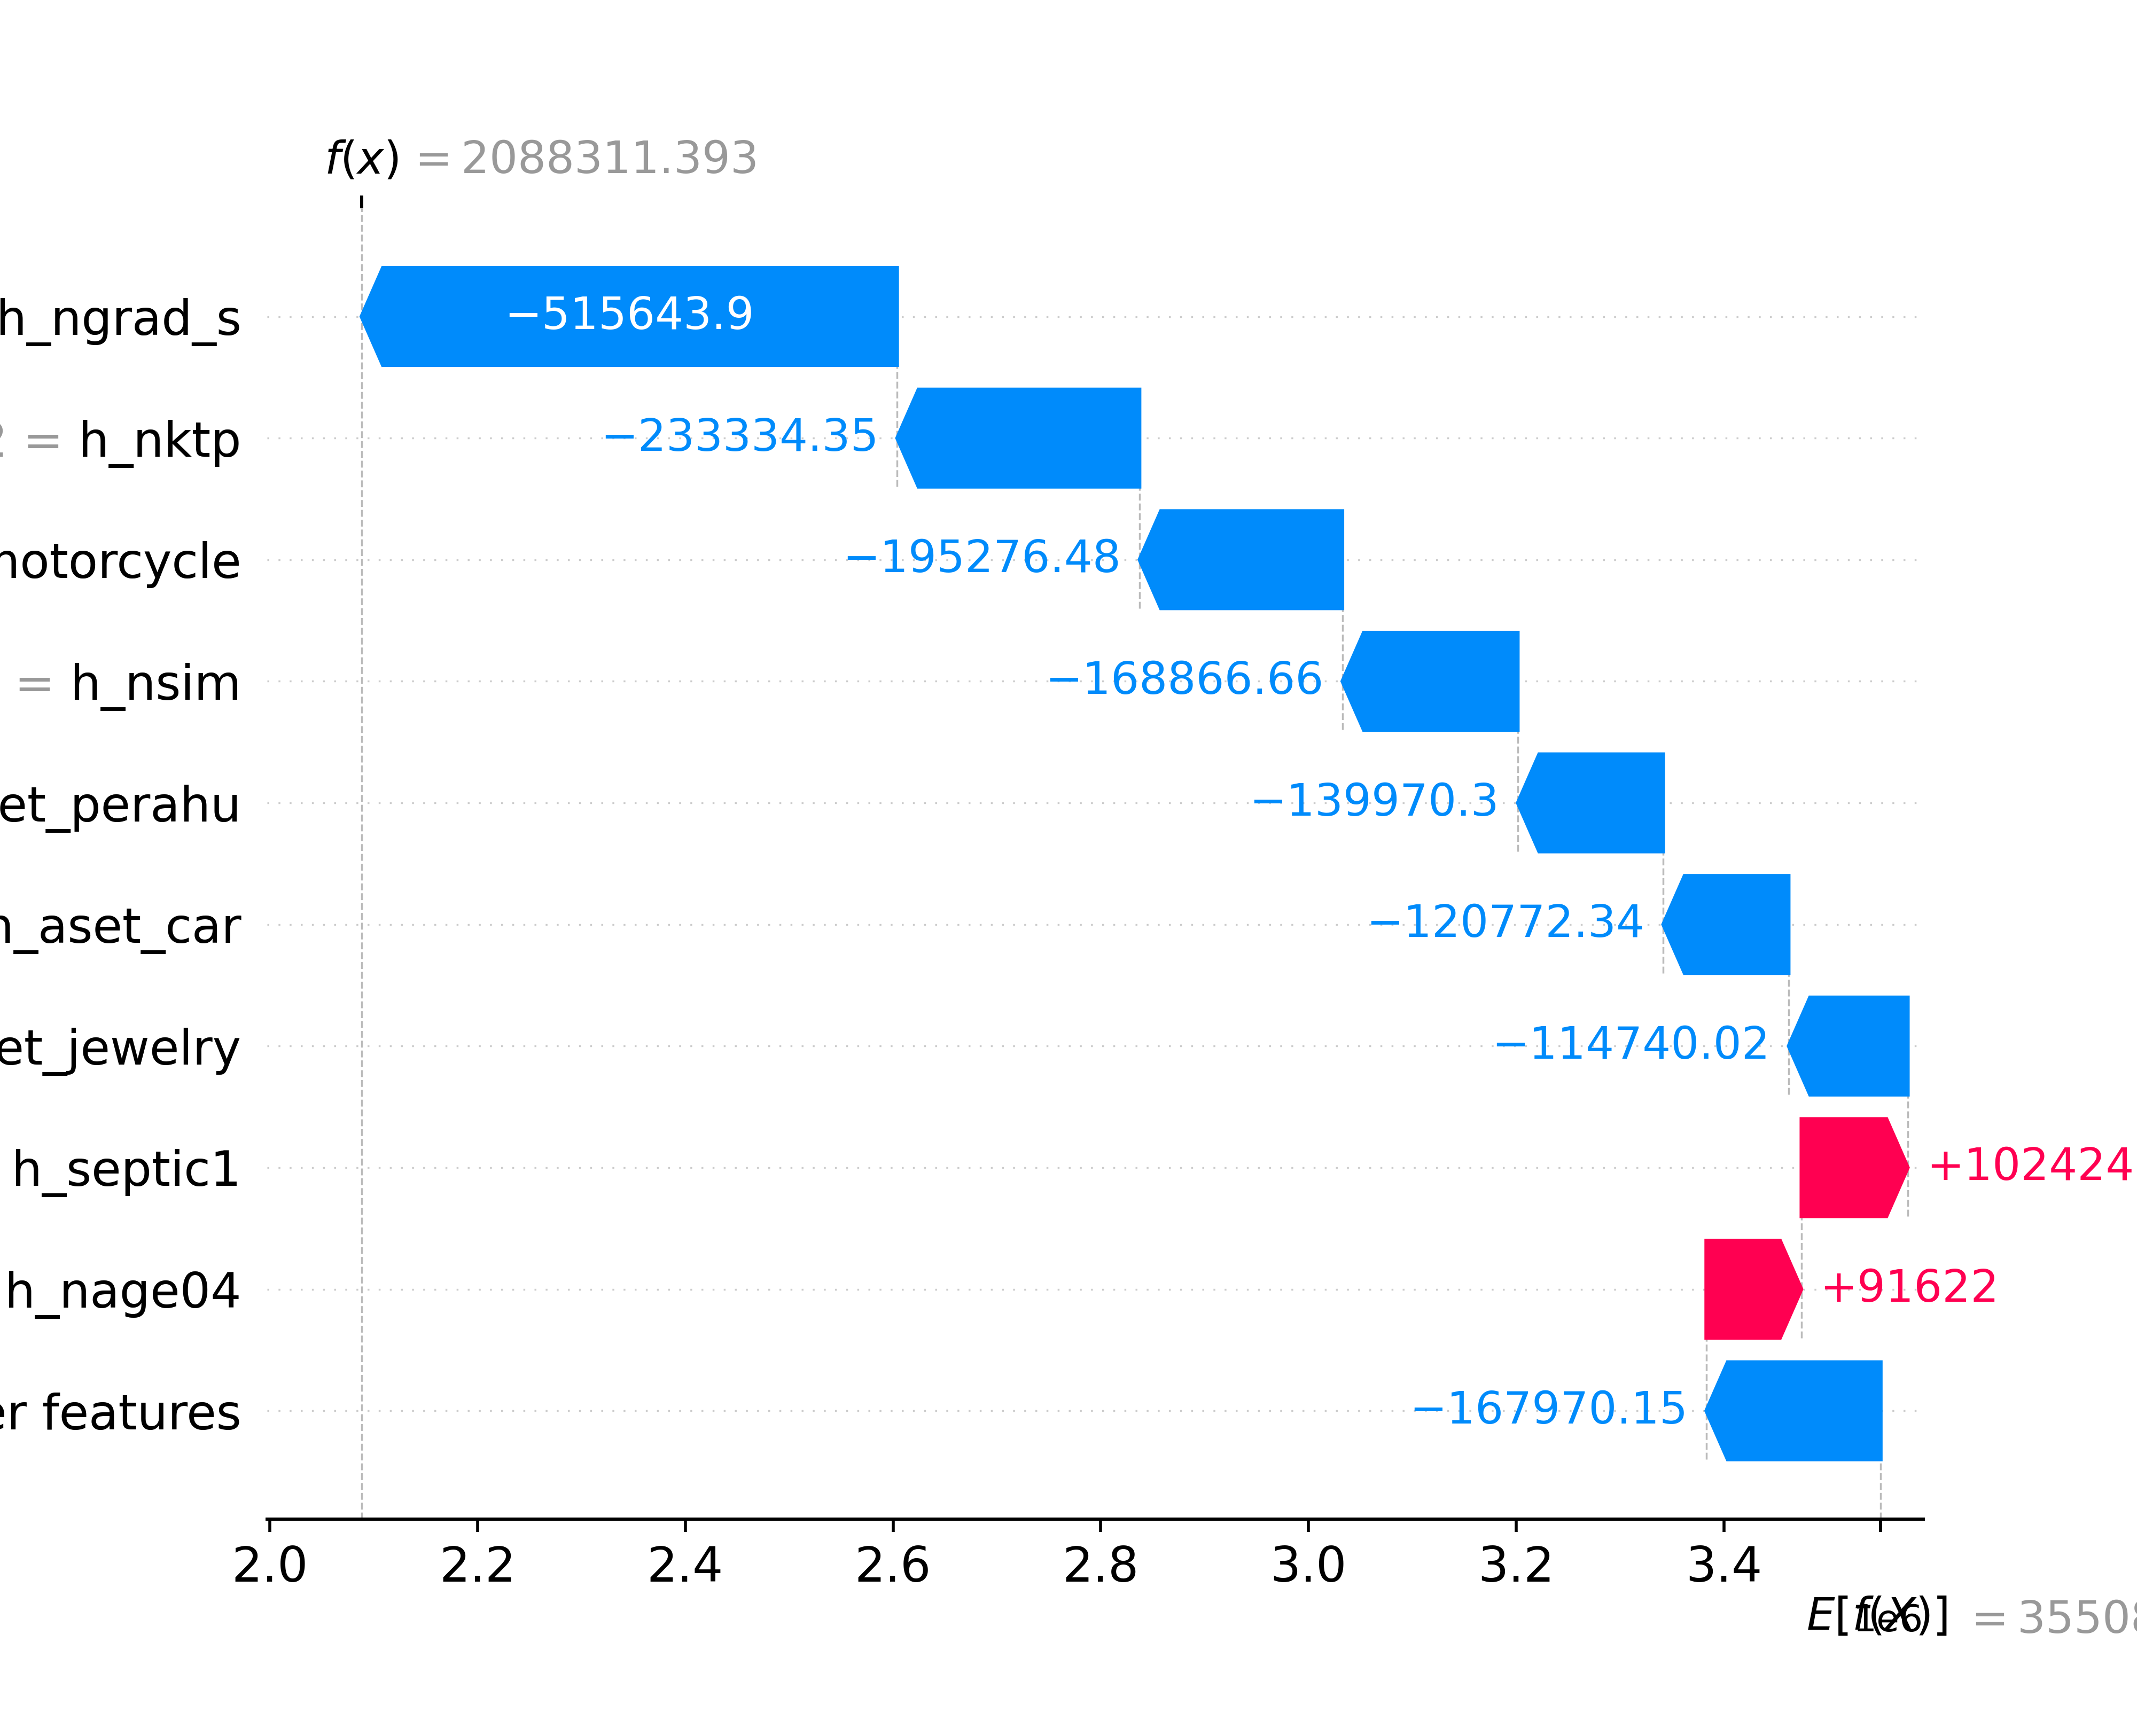 f(x) = 2088311.393
h_ngrad_s
−515643.9
= h_nktp
−233334.35
motorcycle
−195276.48
= h_nsim
−168866.66
et_perahu
−139970.3
h_aset_car
−120772.34
et_jewelry
−114740.02
h_septic1
+102424
h_nage04
+91622
er features
−167970.15
2.0 2.2 2.4 2.6 2.8 3.0 3.2 3.4
E[f(X)] = 35508